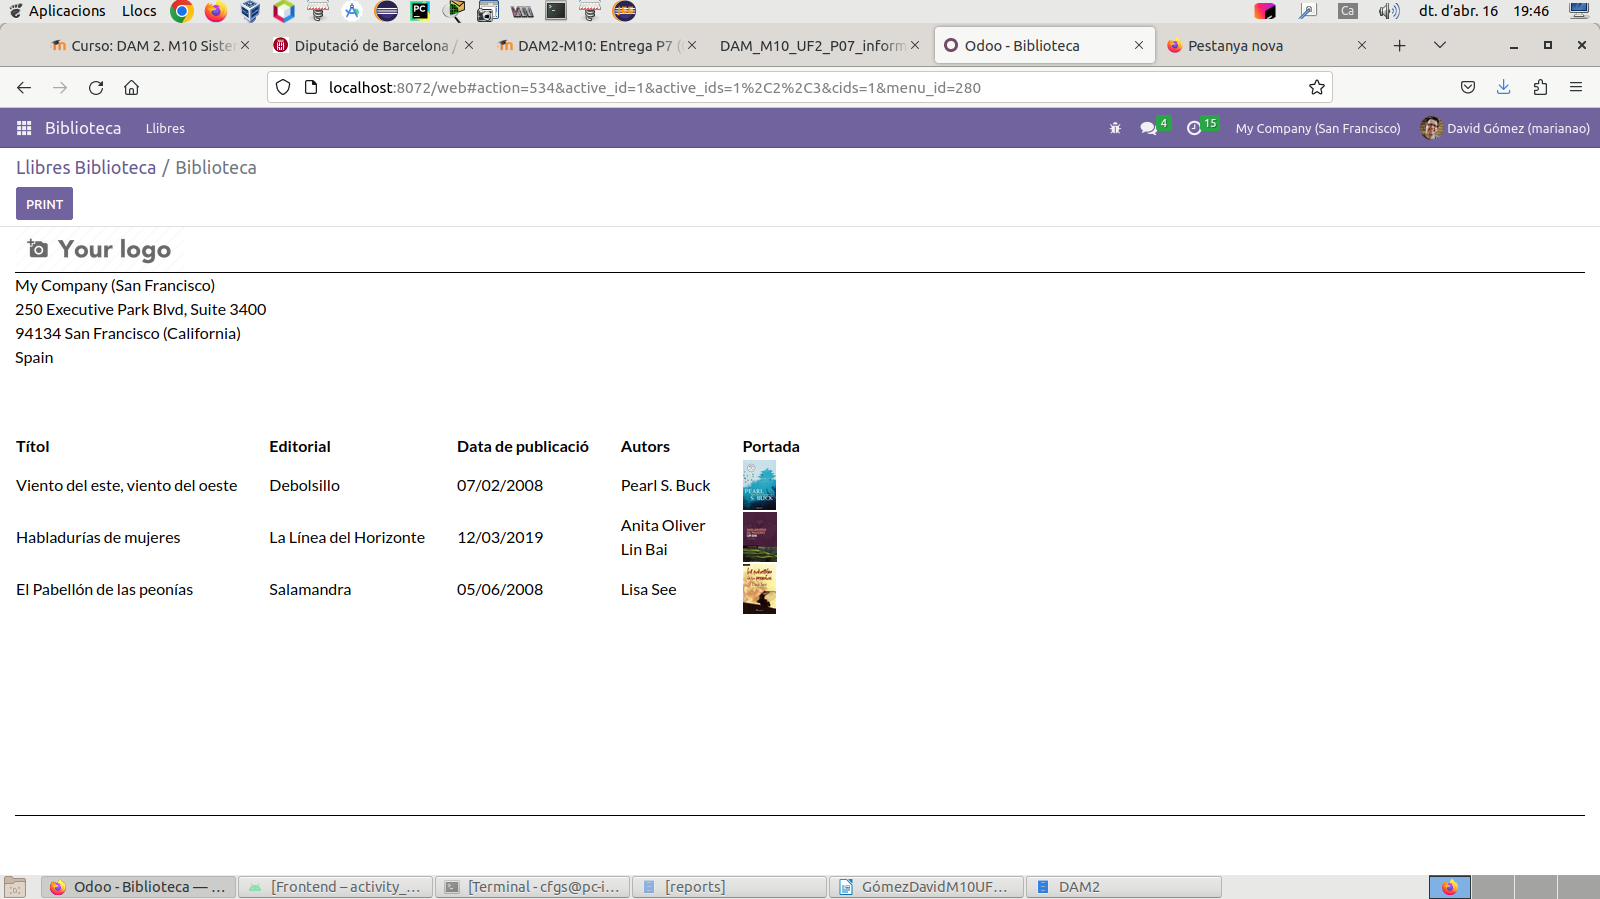 Aplicacions Llocs Ca dt. d'abr. 16 19:46
Curso: DAM 2. M10 Siste Diputació de Barcelona / DAM2-M10: Entrega P7 ( DAM_M10_UF2_P07_inform Odoo - Biblioteca Pestanya nova
localhost:8072/web#action=534&active_id=1&active_ids=1%2C2%2C3&cids=1&menu_id=280
Biblioteca Llibres 4 15 My Company (San Francisco) David Gómez (marianao)
Llibres Biblioteca / Biblioteca
PRINT
Your logo
My Company (San Francisco)
250 Executive Park Blvd, Suite 3400
94134 San Francisco (California)
Spain
Títol Editorial Data de publicació Autors Portada
Viento del este, viento del oeste Debolsillo 07/02/2008 Pearl S. Buck
PEARL S. BUCK
Habladurías de mujeres La Línea del Horizonte 12/03/2019 Anita Oliver
Lin Bai
El Pabellón de las peonías Salamandra 05/06/2008 Lisa See
Odoo - Biblioteca — ... [Frontend – activity_... [Terminal - cfgs@pc-i... [reports] GómezDavidM10UF... DAM2